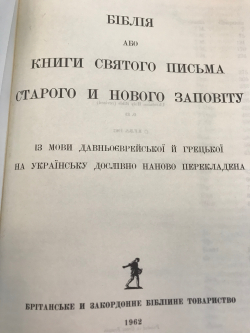 БІБЛІЯ
АБО
КНИГИ СВЯТОГО ПИСЬМА
СТАРОГО И НОВОГО ЗАПОВІТУ
ІЗ МОВИ ДАВНЬОЄВРЕЙСЬКОЇ Й ГРЕЦЬКОЇ
НА УКРАЇНСЬКУ ДОСЛІВНО НАНОВО ПЕРЕКЛАДЕНА
БРІТАНСЬКЕ И ЗАКОРДОННЕ БІБЛІЙНЕ ТОВАРИСТВО
1962